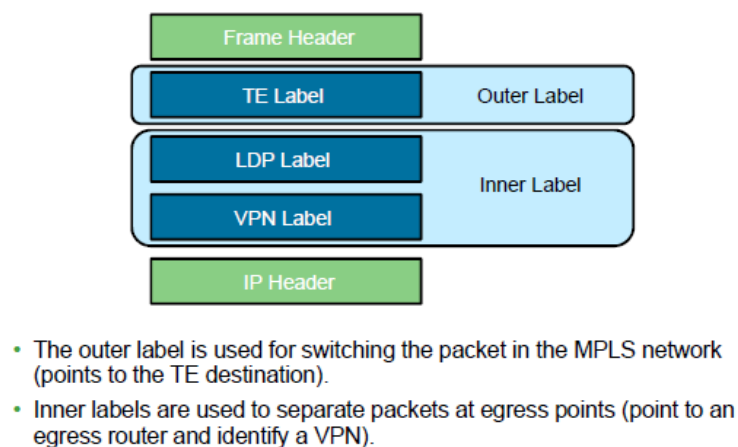 Frame Header
TE Label
Outer Label
LDP Label
Inner Label
VPN Label
IP Header
• The outer label is used for switching the packet in the MPLS network
(points to the TE destination).
• Inner labels are used to separate packets at egress points (point to an
egress router and identify a VPN).